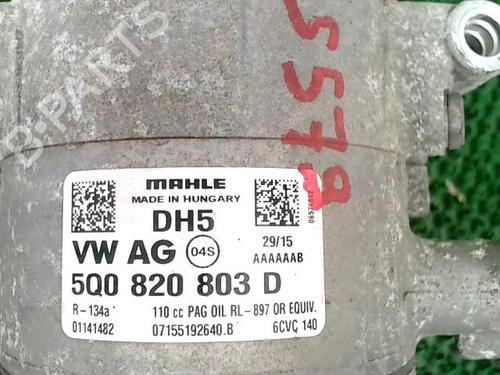 B-PARTS
S579
MAHLE
MADE IN HUNGARY
DH5
VW AG 04S
29/15
AAAAAAB
5Q0 820 803 D
R-134a 110 cc PAG OIL RL-897 OR EQUIV.
01141482 07155192640.B 6CVC 140